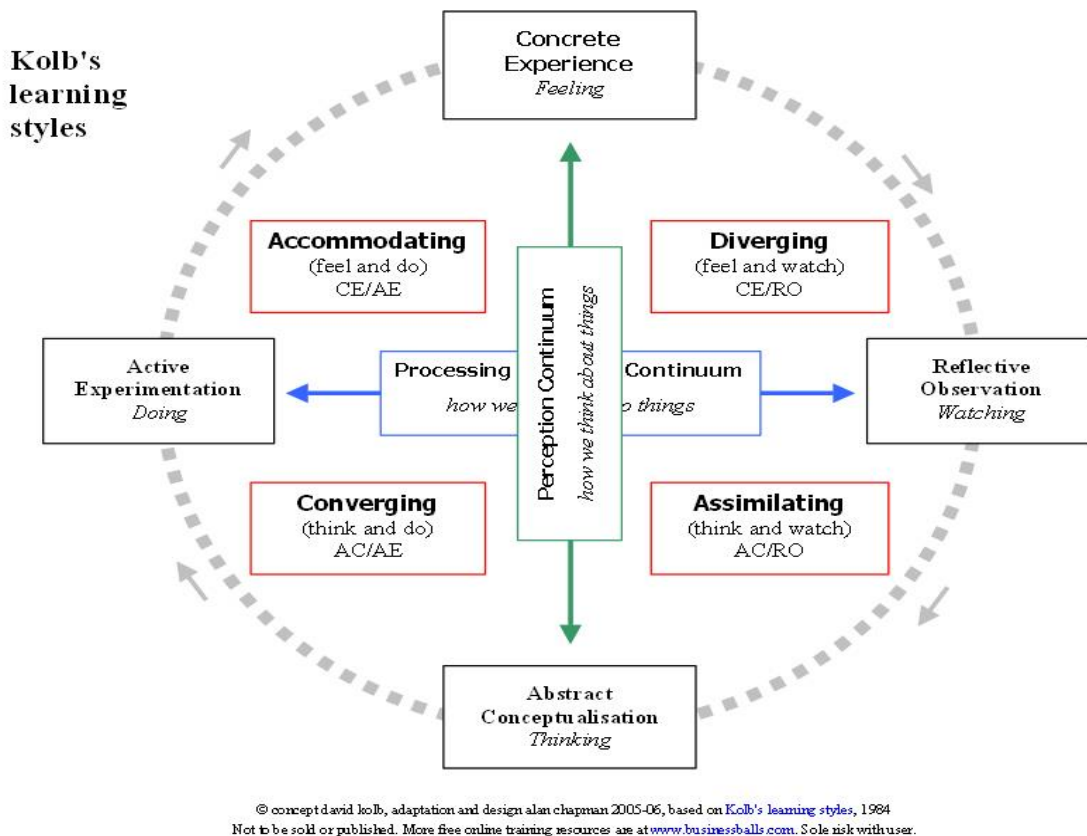 Kolb's
learning
styles
Concrete
Experience
Feeling
Accommodating
(feel and do)
CE/AE
Diverging
(feel and watch)
CE/RO
Active
Experimentation
Doing
Processing Continuum
how we o things
Perception Continuum
how we think about things
Reflective
Observation
Watching
Converging
(think and do)
AC/AE
Assimilating
(think and watch)
AC/RO
Abstract
Conceptualisation
Thinking
© concept david kolb, adaptation and design alan chapman 2005-06, based on Kolb's learning styles, 1984
Not to be sold or published. More free online training resources are at www.businessballs.com. Sole risk with user.